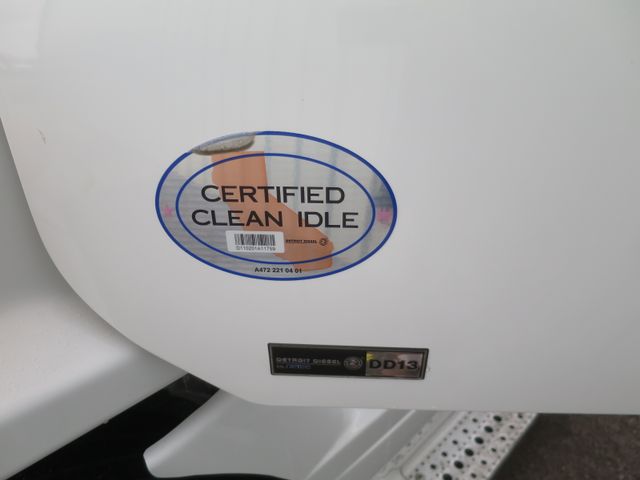 CERTIFIED
CLEAN IDLE
DETROIT DIESEL
A472 221 04 01
DETROIT DIESEL
DD13